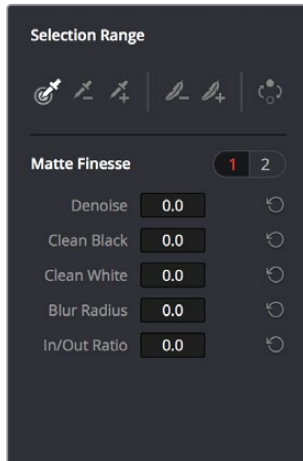 Selection Range
Matte Finesse 1 2
Denoise 0.0
Clean Black 0.0
Clean White 0.0
Blur Radius 0.0
In/Out Ratio 0.0